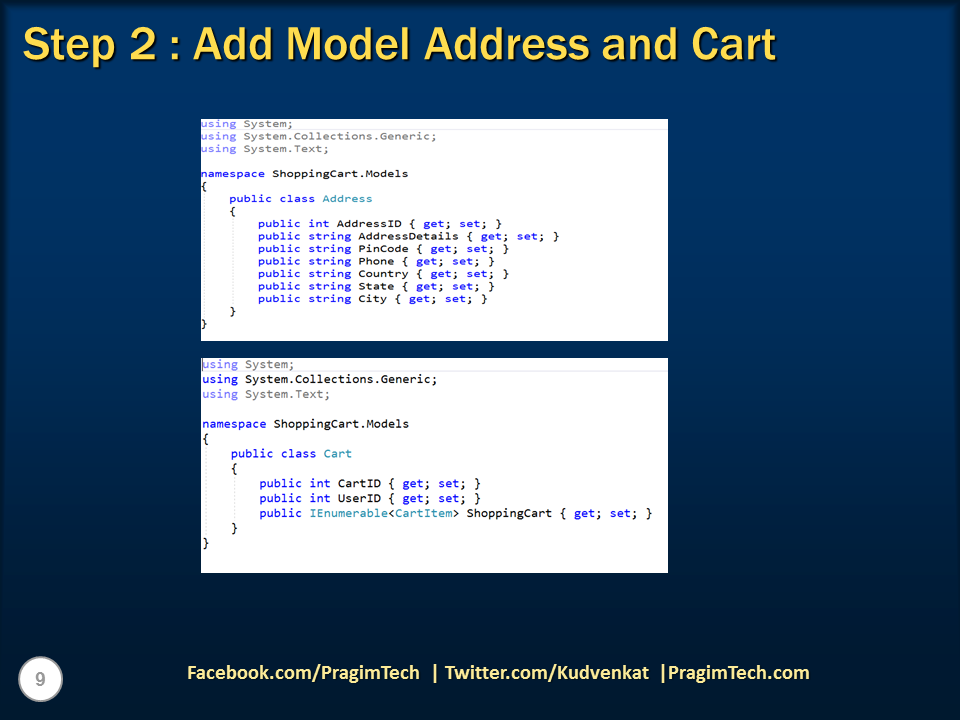 Step 2 : Add Model Address and Cart
using System;
using System.Collections.Generic;
using System.Text;
namespace ShoppingCart.Models
{
public class Address
{
public int AddressID { get; set; }
public string AddressDetails { get; set; }
public string PinCode { get; set; }
public string Phone { get; set; }
public string Country { get; set; }
public string State { get; set; }
public string City { get; set; }
}
}
using System;
using System.Collections.Generic;
using System.Text;
namespace ShoppingCart.Models
{
public class Cart
{
public int CartID { get; set; }
public int UserID { get; set; }
public IEnumerable<CartItem> ShoppingCart { get; set; }
}
}
9
Facebook.com/PragimTech | Twitter.com/Kudvenkat |PragimTech.com